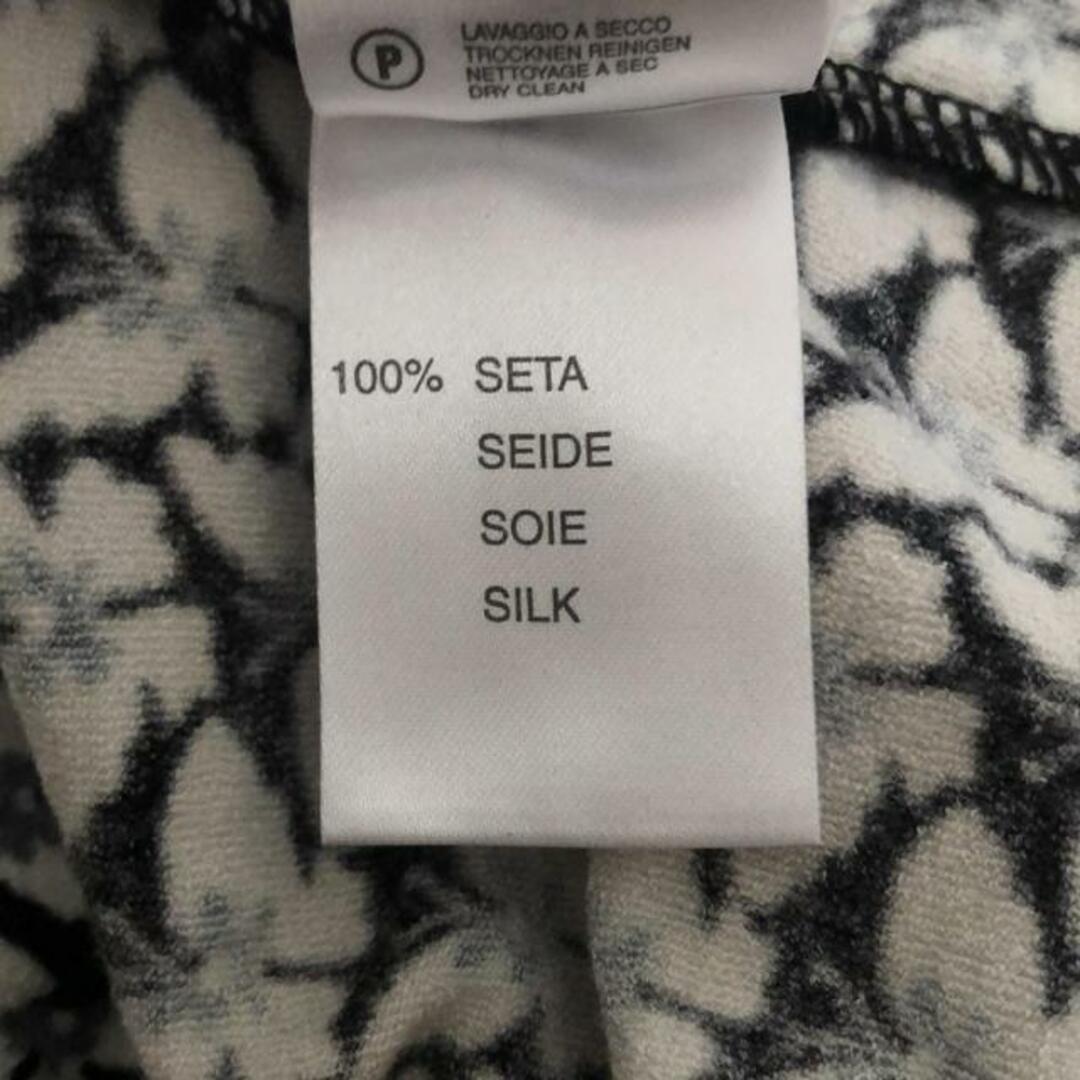 P
LAVAGGIO A SECCO
TROCKNEN REINIGEN
NETTOYAGE A SEC
DRY CLEAN
100% SETA
SEIDE
SOIE
SILK